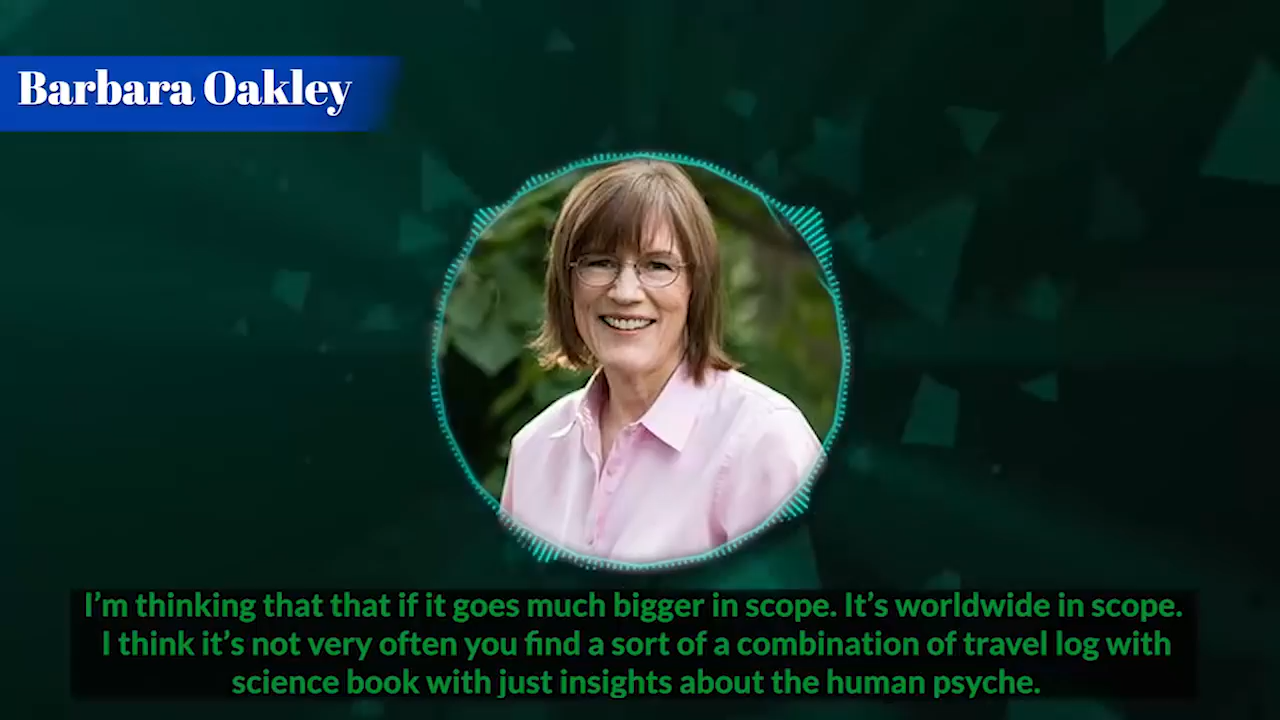 Barbara Oakley
I’m thinking that that if it goes much bigger in scope. It’s worldwide in scope.
I think it’s not very often you find a sort of a combination of travel log with
science book with just insights about the human psyche.